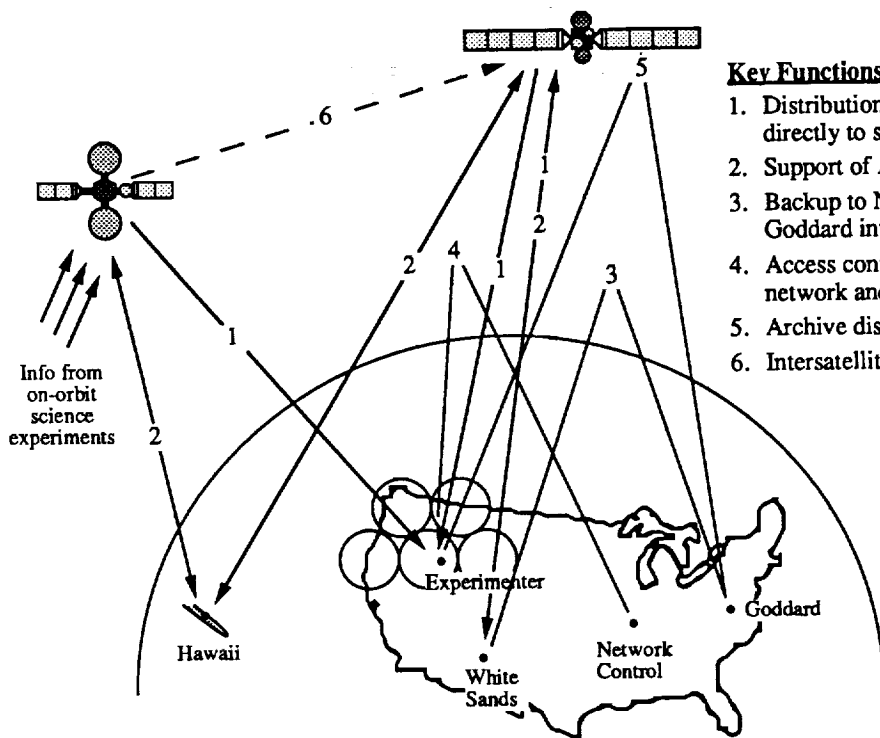 5
Key Functions
1. Distribution
directly to s
.6
2. Support of
3. Backup to N
Goddard in
4. Access cont
network and
5. Archive dis
6. Intersatellit
1
2
2
4
1
3
1
Info from
on-orbit
science
experiments
2
Experimenter
Goddard
Hawaii
White
Sands
Network
Control